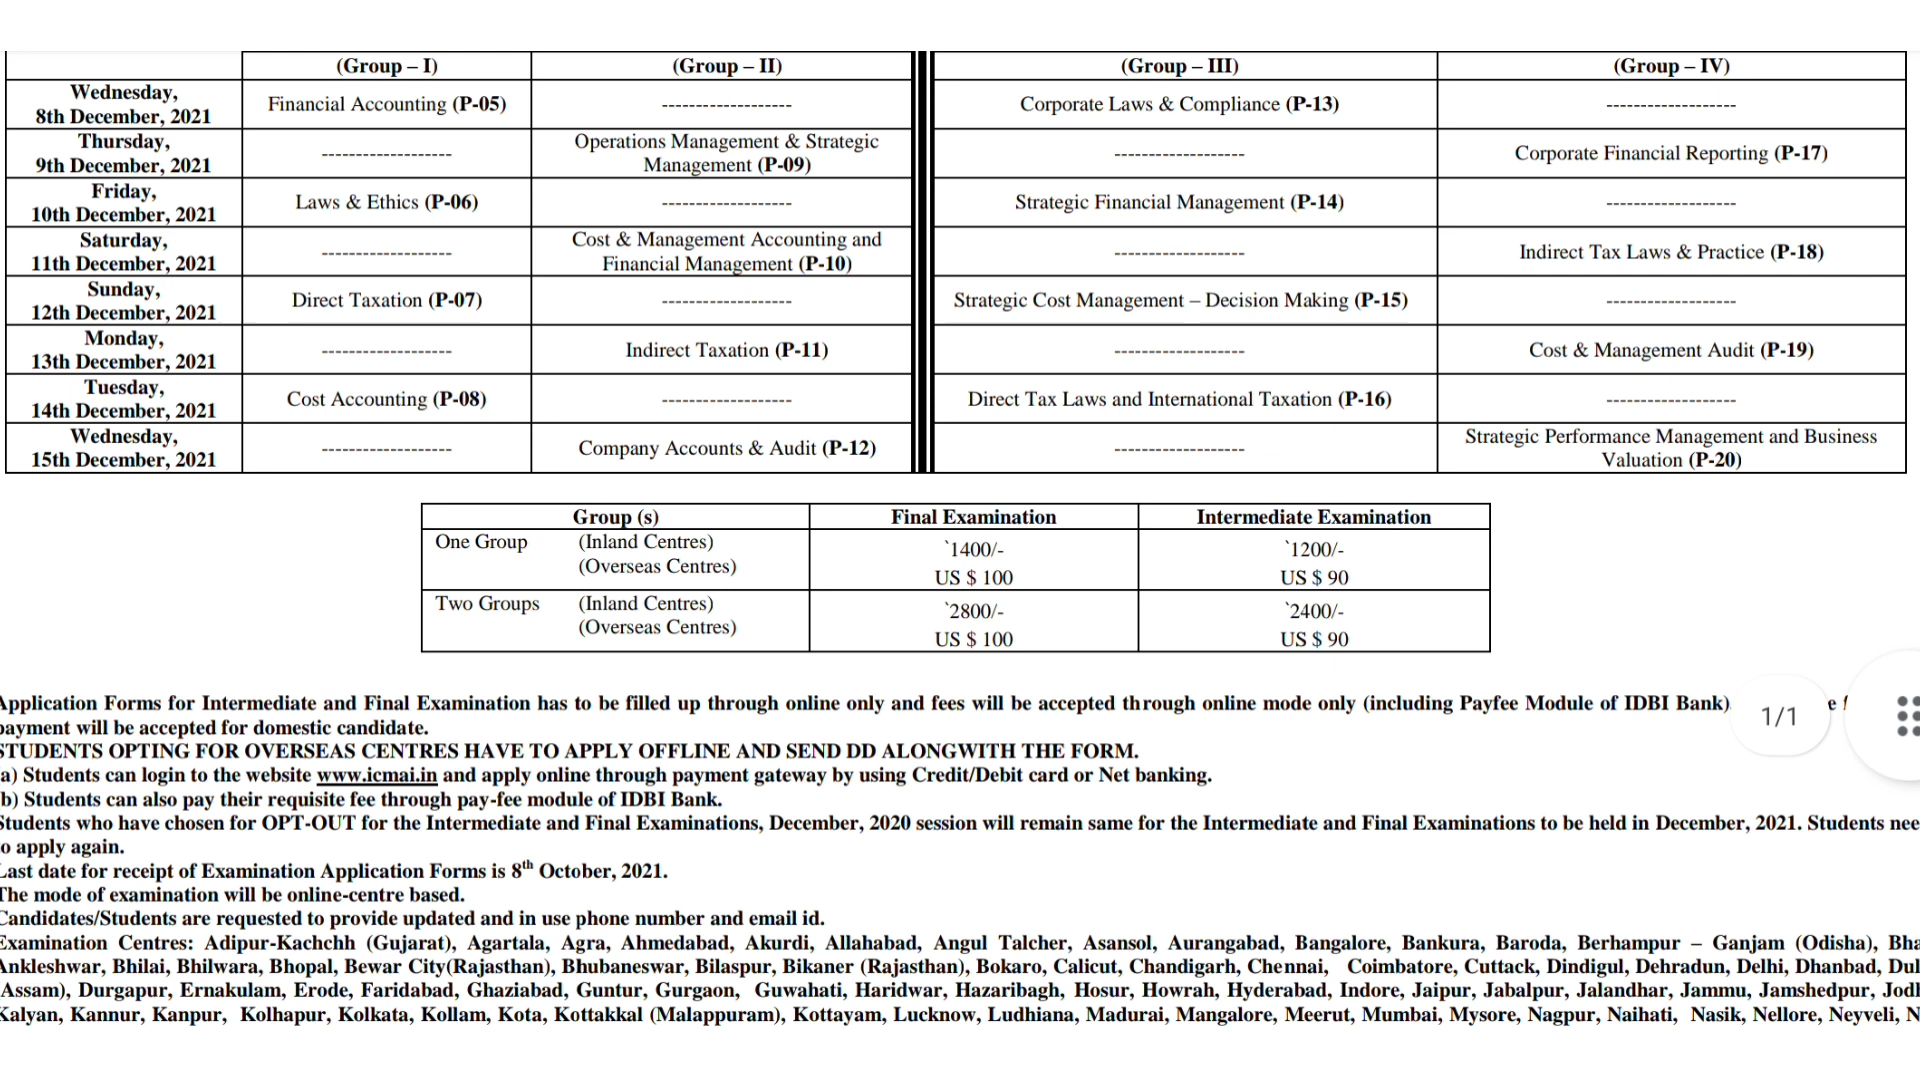 (Group – I) (Group – II) (Group – III) (Group – IV)
Wednesday,
8th December, 2021
Financial Accounting (P-05) ------------------- Corporate Laws & Compliance (P-13) -------------------
Thursday,
9th December, 2021
------------------- Operations Management & Strategic
Management (P-09)
------------------- Corporate Financial Reporting (P-17)
Friday,
10th December, 2021
Laws & Ethics (P-06) ------------------- Strategic Financial Management (P-14) -------------------
Saturday,
11th December, 2021
------------------- Cost & Management Accounting and
Financial Management (P-10)
------------------- Indirect Tax Laws & Practice (P-18)
Sunday,
12th December, 2021
Direct Taxation (P-07) ------------------- Strategic Cost Management – Decision Making (P-15) -------------------
Monday,
13th December, 2021
------------------- Indirect Taxation (P-11) ------------------- Cost & Management Audit (P-19)
Tuesday,
14th December, 2021
Cost Accounting (P-08) ------------------- Direct Tax Laws and International Taxation (P-16) -------------------
Wednesday,
15th December, 2021
------------------- Company Accounts & Audit (P-12) ------------------- Strategic Performance Management and Business
Valuation (P-20)
Group (s) Final Examination Intermediate Examination
One Group (Inland Centres) `1400/- `1200/-
(Overseas Centres) US $ 100 US $ 90
Two Groups (Inland Centres) `2800/- `2400/-
(Overseas Centres) US $ 100 US $ 90
Application Forms for Intermediate and Final Examination has to be filled up through online only and fees will be accepted through online mode only (including Payfee Module of IDBI Bank)
1/1
payment will be accepted for domestic candidate.
STUDENTS OPTING FOR OVERSEAS CENTRES HAVE TO APPLY OFFLINE AND SEND DD ALONGWITH THE FORM.
a) Students can login to the website www.icmai.in and apply online through payment gateway by using Credit/Debit card or Net banking.
b) Students can also pay their requisite fee through pay-fee module of IDBI Bank.
Students who have chosen for OPT-OUT for the Intermediate and Final Examinations, December, 2020 session will remain same for the Intermediate and Final Examinations to be held in December, 2021. Students nee
o apply again.
Last date for receipt of Examination Application Forms is 8th October, 2021.
The mode of examination will be online-centre based.
Candidates/Students are requested to provide updated and in use phone number and email id.
Examination Centres: Adipur-Kachchh (Gujarat), Agartala, Agra, Ahmedabad, Akurdi, Allahabad, Angul Talcher, Asansol, Aurangabad, Bangalore, Bankura, Baroda, Berhampur – Ganjam (Odisha), Bha
Ankleshwar, Bhilai, Bhilwara, Bhopal, Bewar City(Rajasthan), Bhubaneswar, Bilaspur, Bikaner (Rajasthan), Bokaro, Calicut, Chandigarh, Chennai, Coimbatore, Cuttack, Dindigul, Dehradun, Delhi, Dhanbad, Dul
Assam), Durgapur, Ernakulam, Erode, Faridabad, Ghaziabad, Guntur, Gurgaon, Guwahati, Haridwar, Hazaribagh, Hosur, Howrah, Hyderabad, Indore, Jaipur, Jabalpur, Jalandhar, Jammu, Jamshedpur, Jodh
Kalyan, Kannur, Kanpur, Kolhapur, Kolkata, Kollam, Kota, Kottakkal (Malappuram), Kottayam, Lucknow, Ludhiana, Madurai, Mangalore, Meerut, Mumbai, Mysore, Nagpur, Naihati, Nasik, Nellore, Neyveli, N